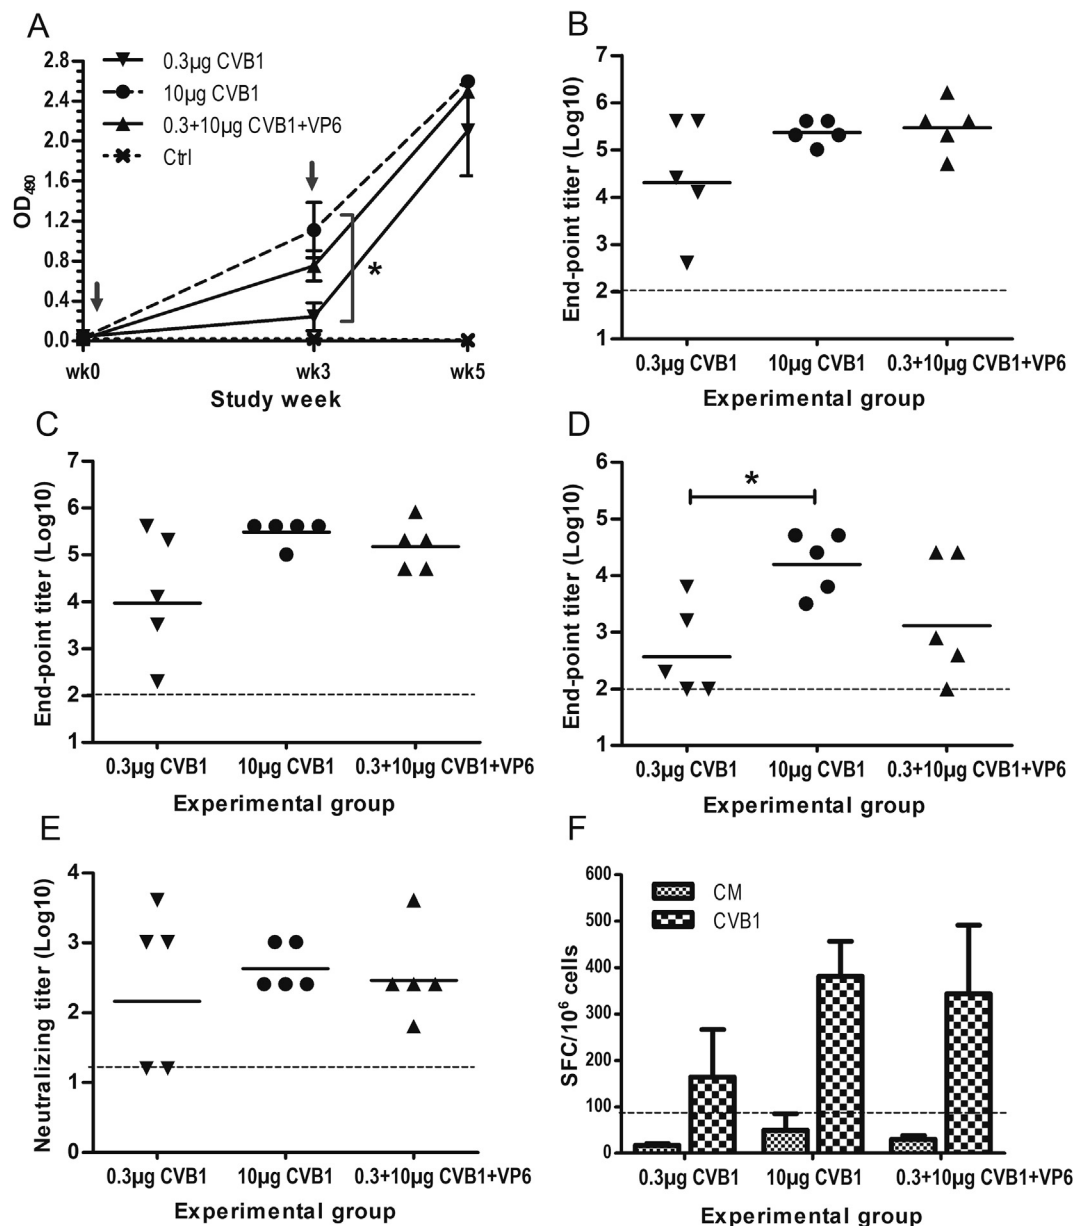 A
0.3µg CVB1
10µg CVB1
0.3+10µg CVB1+VP6
Ctrl
2.8
2.4
2.0
1.6
1.2
0.8
0.4
0.0
OD490
*
wk0 wk3 wk5
Study week
B
7
6
5
4
3
2
1
End-point titer (Log10)
0.3µg CVB1 10µg CVB1 0.3+10µg CVB1+VP6
Experimental group
C
7
6
5
4
3
2
1
End-point titer (Log10)
0.3µg CVB1 10µg CVB1 0.3+10µg CVB1+VP6
Experimental group
D
6
5
4
3
2
1
End-point titer (Log10)
*
0.3µg CVB1 10µg CVB1 0.3+10µg CVB1+VP6
Experimental group
E
4
3
2
1
0
Neutralizing titer (Log10)
0.3µg CVB1 10µg CVB1 0.3+10µg CVB1+VP6
Experimental group
F
CM
CVB1
600
500
400
300
200
100
0
SFC/10⁶ cells
0.3µg CVB1 10µg CVB1 0.3+10µg CVB1+VP6
Experimental group